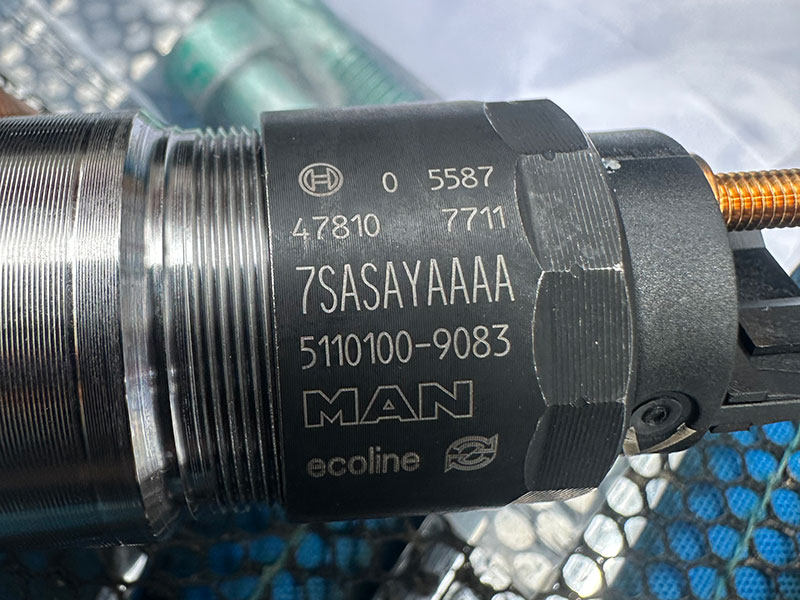 0 5587
47810 7711
7SASAYAAAA
5110100-9083
MAN
ecoline